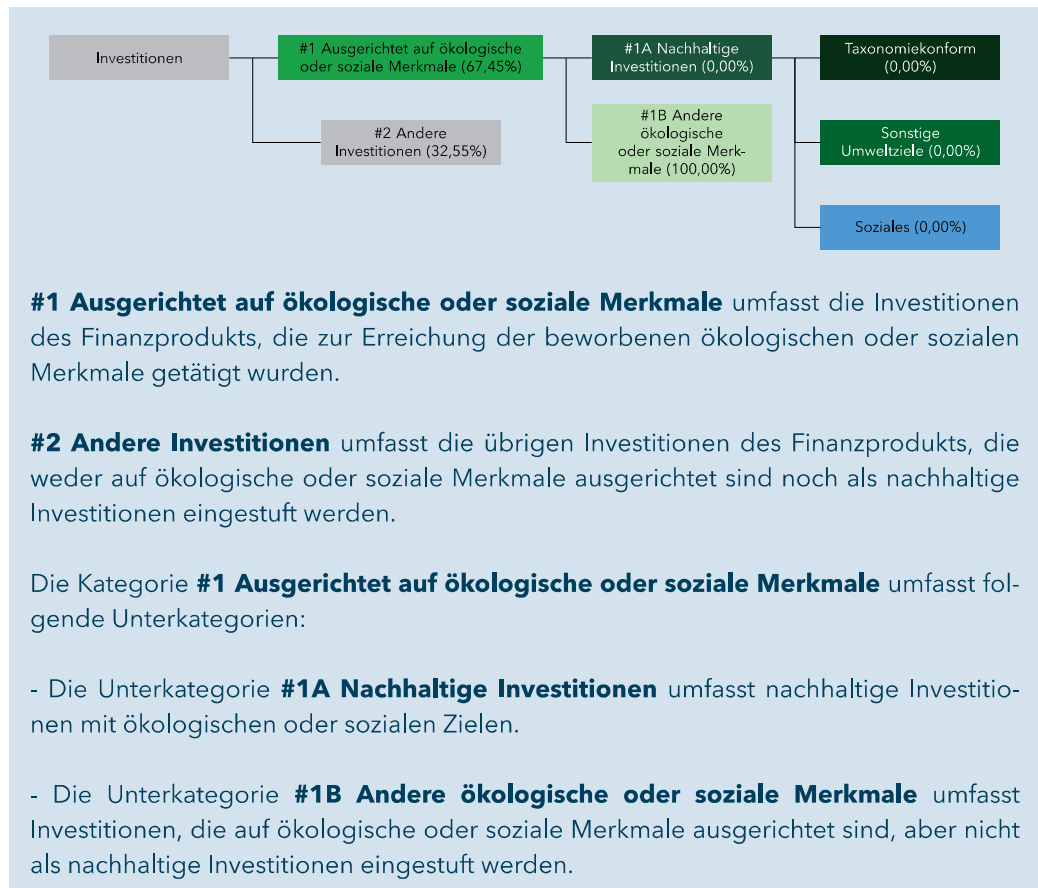 Investitionen
#1 Ausgerichtet auf ökologische
oder soziale Merkmale (67,45%)
#1A Nachhaltige
Investitionen (0,00%)
Taxonomiekonform
(0,00%)
#2 Andere
Investitionen (32,55%)
#1B Andere
ökologische
oder soziale Merk-
male (100,00%)
Sonstige
Umweltziele (0,00%)
Soziales (0,00%)
#1 Ausgerichtet auf ökologische oder soziale Merkmale umfasst die Investitionen
des Finanzprodukts, die zur Erreichung der beworbenen ökologischen oder sozialen
Merkmale getätigt wurden.
#2 Andere Investitionen umfasst die übrigen Investitionen des Finanzprodukts, die
weder auf ökologische oder soziale Merkmale ausgerichtet sind noch als nachhaltige
Investitionen eingestuft werden.
Die Kategorie #1 Ausgerichtet auf ökologische oder soziale Merkmale umfasst fol-
gende Unterkategorien:
- Die Unterkategorie #1A Nachhaltige Investitionen umfasst nachhaltige Investitio-
nen mit ökologischen oder sozialen Zielen.
- Die Unterkategorie #1B Andere ökologische oder soziale Merkmale umfasst
Investitionen, die auf ökologische oder soziale Merkmale ausgerichtet sind, aber nicht
als nachhaltige Investitionen eingestuft werden.